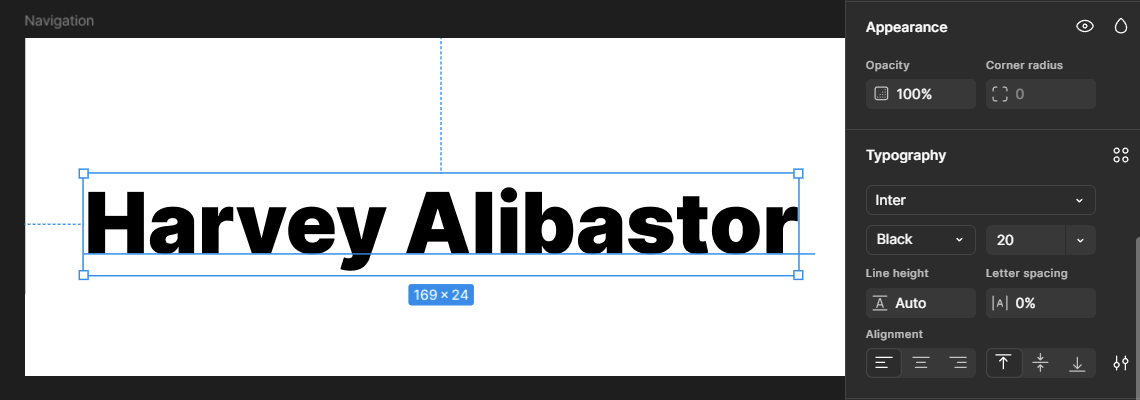 Navigation
Harvey Alibastor
169 × 24
Appearance
Opacity
Corner radius
100%
0
Typography
Inter
Black
20
Line height
Letter spacing
A Auto
|A| 0%
Alignment